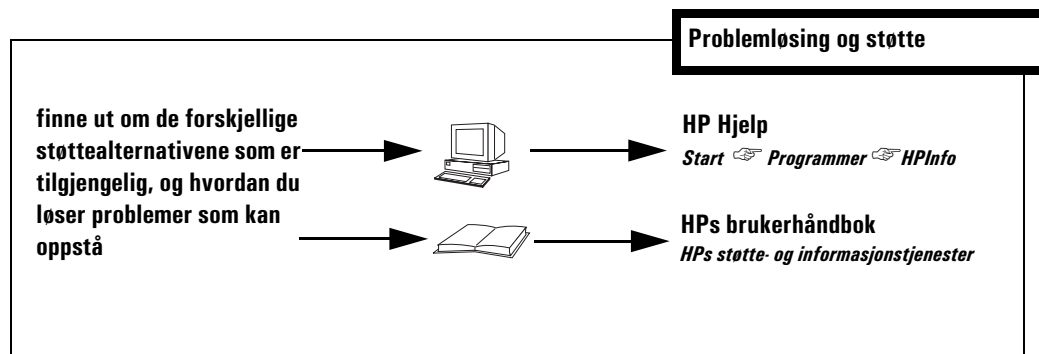 Problemløsing og støtte
finne ut om de forskjellige
støttealternativene som er
tilgjengelig, og hvordan du
løser problemer som kan
oppstå
HP Hjelp
Start ☞ Programmer ☞ HPInfo
HPs brukerhåndbok
HPs støtte- og informasjonstjenester